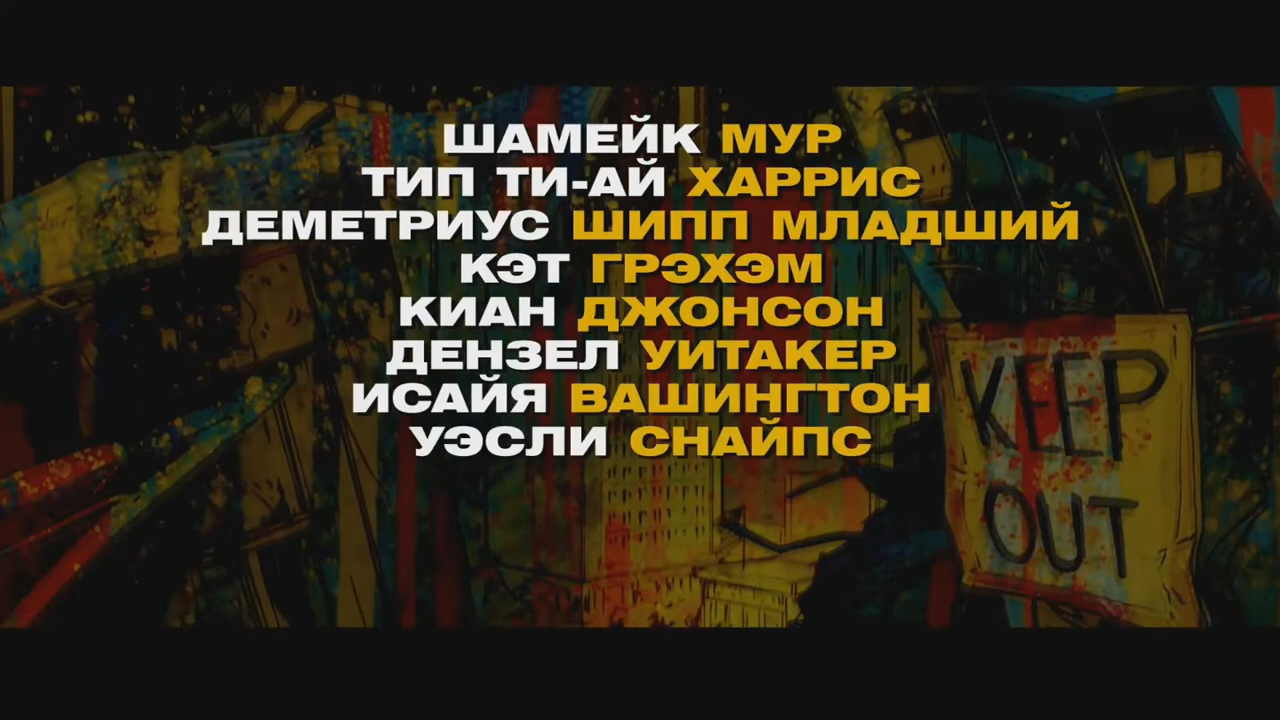 ШАМЕЙК МУР
ТИП ТИ-АЙ ХАРРИС
ДЕМЕТРИУС ШИПП МЛАДШИЙ
КЭТ ГРЭХЭМ
КИАН ДЖОНСОН
ДЕНЗЕЛ УИТАКЕР
ИСАЙЯ ВАШИНГТОН
УЭСЛИ СНАЙПС
KEEP
OUT